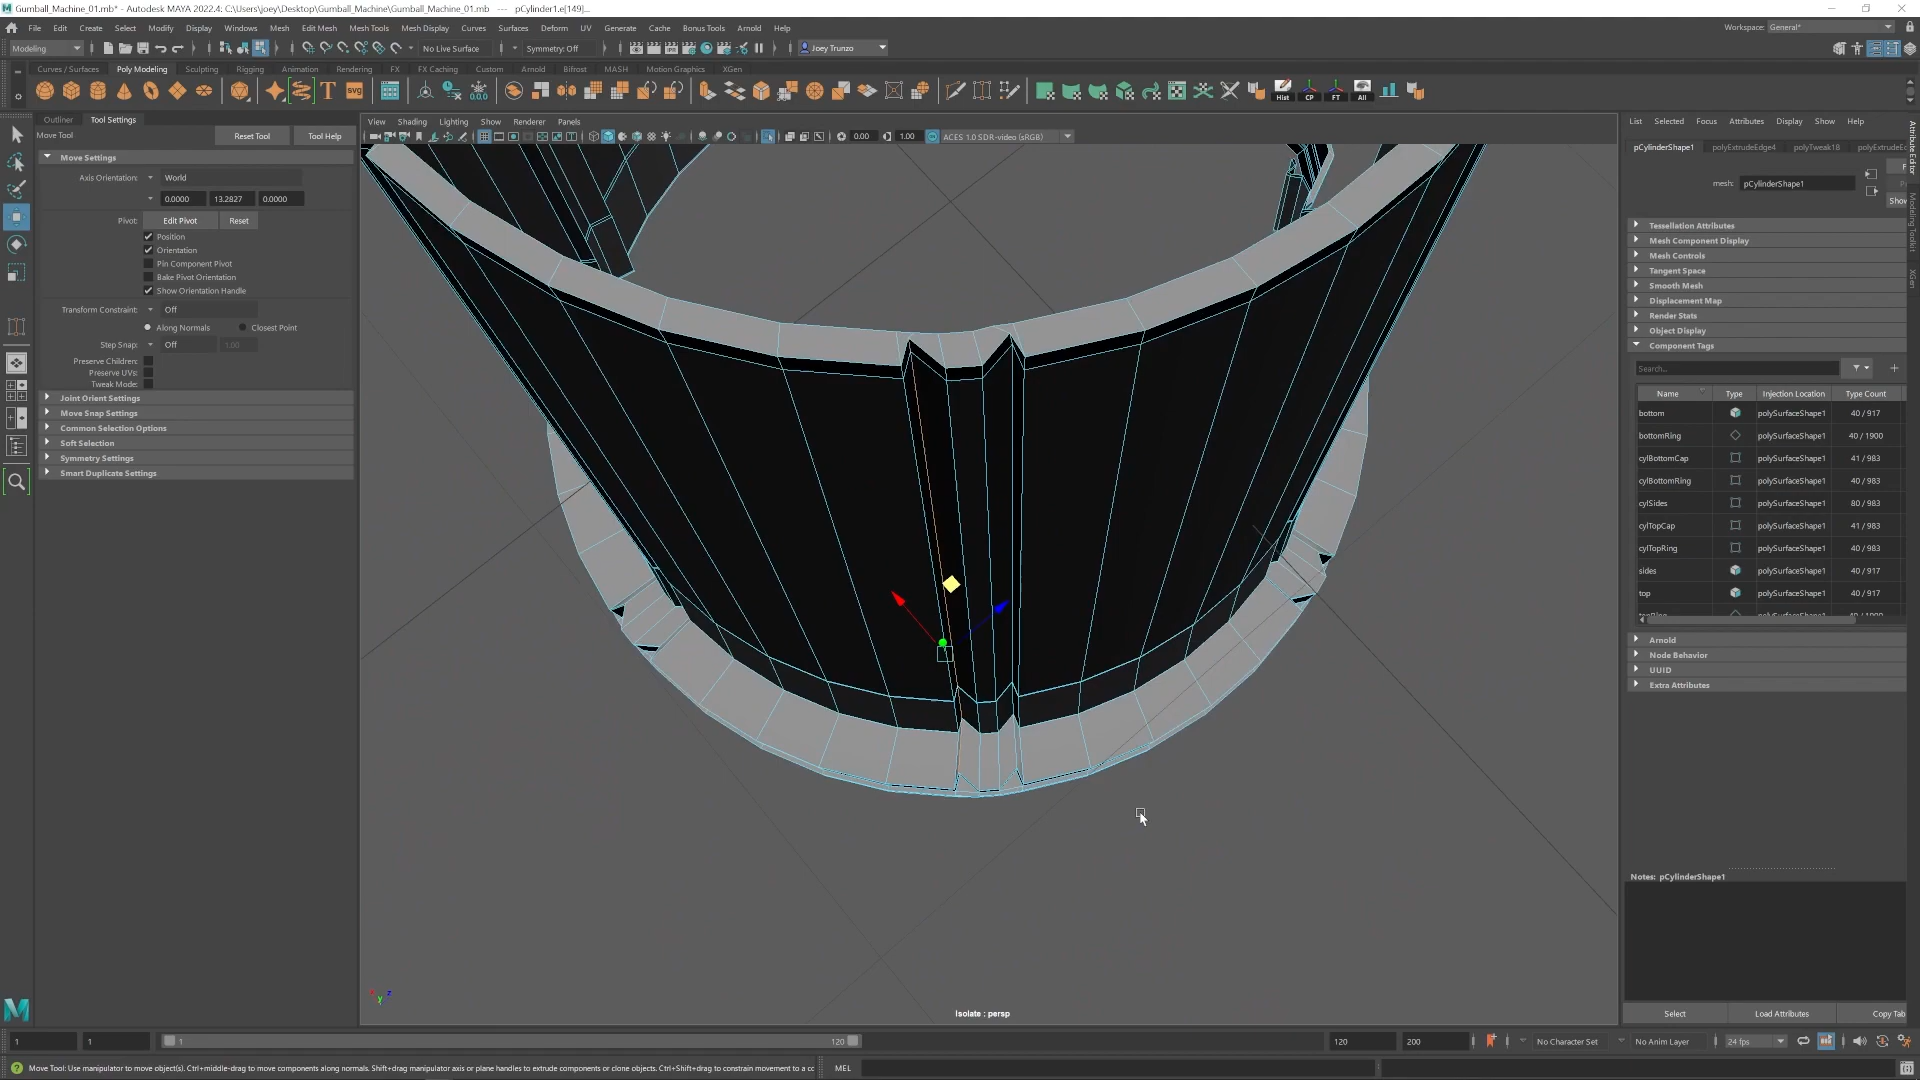 Gumball_Machine_01.mb* - Autodesk MAYA 2022.4: C:\Users\joey\Desktop\Gumball_Machine\Gumball_Machine_01.mb --- pCylinder1.e[149]...
File Edit Create Select Modify Display Windows Mesh Edit Mesh Mesh Tools Mesh Display Curves Surfaces Deform UV Generate Cache Bonus Tools Arnold Help
Workspace: General*
Modeling
No Live Surface
Symmetry: Off
Joey Trunzo
Curves / Surfaces Poly Modeling Sculpting Rigging Animation Rendering FX FX Caching Custom Arnold Bifrost MASH Motion Graphics XGen
SVG
Hist CP FT All
Outliner Tool Settings
Move Tool
Reset Tool Tool Help
Move Settings
Axis Orientation: World
0.0000 13.2827 0.0000
Pivot: Edit Pivot Reset
Position
Orientation
Pin Component Pivot
Bake Pivot Orientation
Show Orientation Handle
Transform Constraint: Off
Along Normals Closest Point
Step Snap: Off 1.00
Preserve Children:
Preserve UVs:
Tweak Mode:
Joint Orient Settings
Move Snap Settings
Common Selection Options
Soft Selection
Symmetry Settings
Smart Duplicate Settings
View Shading Lighting Show Renderer Panels
0.00 1.00 ACES 1.0 SDR-video (sRGB)
Isolate : persp
y z
List Selected Focus Attributes Display Show Help
pCylinderShape1 polyExtrudeEdge4 polyTweak18 polyExtrudeEd
mesh: pCylinderShape1
Show
Tessellation Attributes
Mesh Component Display
Mesh Controls
Tangent Space
Smooth Mesh
Displacement Map
Render Stats
Object Display
Component Tags
Search...
Name Type Injection Location Type Count
bottom polySurfaceShape1 40 / 917
bottomRing polySurfaceShape1 40 / 1900
cylBottomCap polySurfaceShape1 41 / 983
cylBottomRing polySurfaceShape1 40 / 983
cylSides polySurfaceShape1 80 / 983
cylTopCap polySurfaceShape1 41 / 983
cylTopRing polySurfaceShape1 40 / 983
sides polySurfaceShape1 40 / 917
top polySurfaceShape1 40 / 917
Arnold
Node Behavior
UUID
Extra Attributes
Notes: pCylinderShape1
Select Load Attributes Copy Tab
Attribute Editor
Modeling Toolkit
XGen
1 1 1 120 120 200 No Character Set No Anim Layer 24 fps
Move Tool: Use manipulator to move object(s). Ctrl+middle-drag to move components along normals. Shift+drag manipulator axis or plane handles to extrude components or clone objects. Ctrl+Shift+drag to constrain movement to a cc
MEL